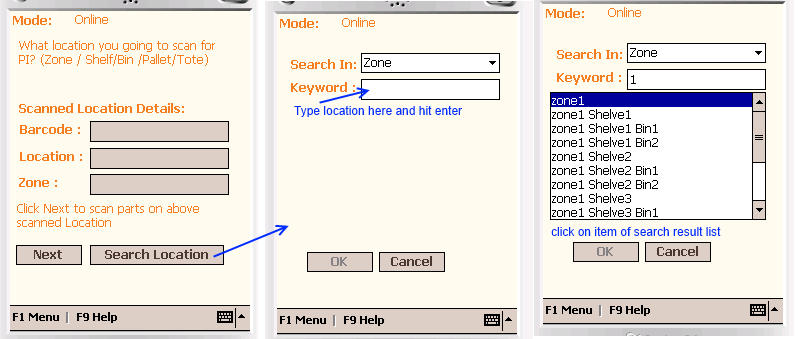 Mode: Online
What location you going to scan for
PI? (Zone / Shelf/Bin /Pallet/Tote)
Scanned Location Details:
Barcode :
Location :
Zone :
Click Next to scan parts on above
scanned Location
Next Search Location
F1 Menu | F9 Help
Mode: Online
Search In: Zone
Keyword :
Type location here and hit enter
OK Cancel
F1 Menu | F9 Help
Mode: Online
Search In: Zone
Keyword : 1
zone1
zone1 Shelve1
zone1 Shelve1 Bin1
zone1 Shelve1 Bin2
zone1 Shelve2
zone1 Shelve2 Bin1
zone1 Shelve2 Bin2
zone1 Shelve3
zone1 Shelve3 Bin1
click on item of search result list
OK Cancel
F1 Menu | F9 Help